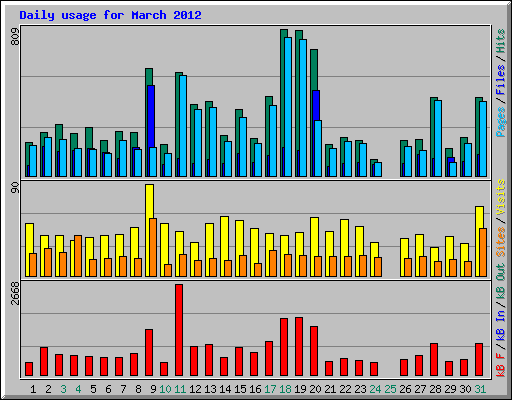 Daily usage for March 2012
809
Pages / Files / Hits
90
Sites / Visits
2668
kB F / kB In / kB Out
1 2 3 4 5 6 7 8 9 10 11 12 13 14 15 16 17 18 19 20 21 22 23 24 25 26 27 28 29 30 31